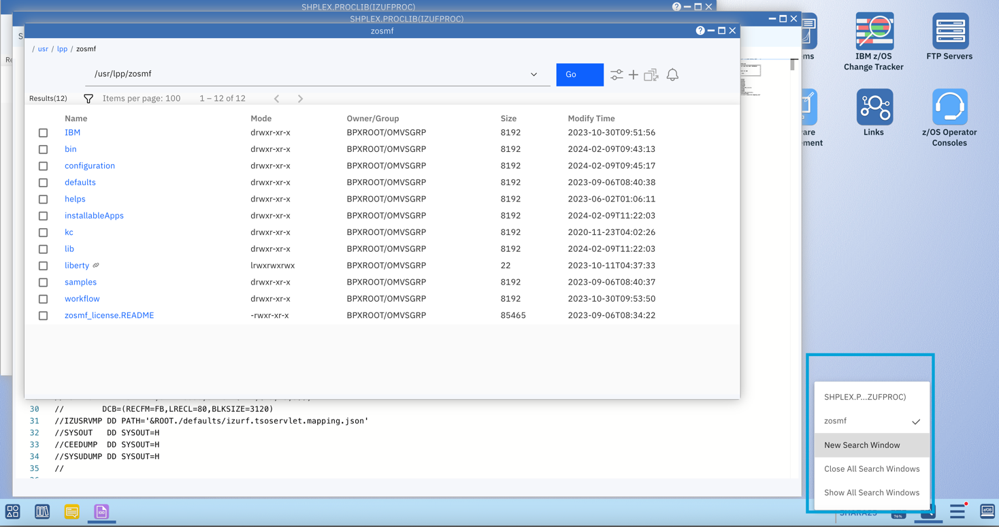 SHPLEX.PROCLIB(IZUFPROC)
SHPLEX.PROCLIB(IZUFPROC)
zosmf
/ usr / lpp / zosmf
/usr/lpp/zosmf
Go
Results(12) Items per page: 100 1 – 12 of 12
Name Mode Owner/Group Size Modify Time
IBM drwxr-xr-x BPXROOT/OMVSGRP 8192 2023-10-30T09:51:56
bin drwxr-xr-x BPXROOT/OMVSGRP 8192 2024-02-09T09:43:13
configuration drwxr-xr-x BPXROOT/OMVSGRP 8192 2024-02-09T09:45:17
defaults drwxr-xr-x BPXROOT/OMVSGRP 8192 2023-09-06T08:40:38
helps drwxr-xr-x BPXROOT/OMVSGRP 8192 2023-06-02T01:06:11
installableApps drwxr-xr-x BPXROOT/OMVSGRP 8192 2024-02-09T11:22:03
kc drwxr-xr-x BPXROOT/OMVSGRP 8192 2020-11-23T04:02:26
lib drwxr-xr-x BPXROOT/OMVSGRP 8192 2024-02-09T11:22:03
liberty lrwxrwxrwx BPXROOT/OMVSGRP 22 2023-10-11T04:37:33
samples drwxr-xr-x BPXROOT/OMVSGRP 8192 2023-09-06T08:40:37
workflow drwxr-xr-x BPXROOT/OMVSGRP 8192 2023-10-30T09:53:50
zosmf_license.README -rwxr-xr-x BPXROOT/OMVSGRP 85465 2023-09-06T08:34:22
30 // DCB=(RECFM=FB,LRECL=80,BLKSIZE=3120)
31 //IZUSRVMP DD PATH='&ROOT./defaults/izurf.tsoservlet.mapping.json'
32 //SYSOUT DD SYSOUT=H
33 //CEEDUMP DD SYSOUT=H
34 //SYSUDUMP DD SYSOUT=H
35 //
ms
IBM z/OS
Change Tracker
FTP Servers
are
ment
Links
z/OS Operator
Consoles
SHPLEX.P...ZUFPROC)
zosmf
New Search Window
Close All Search Windows
Show All Search Windows
76%
z/OS